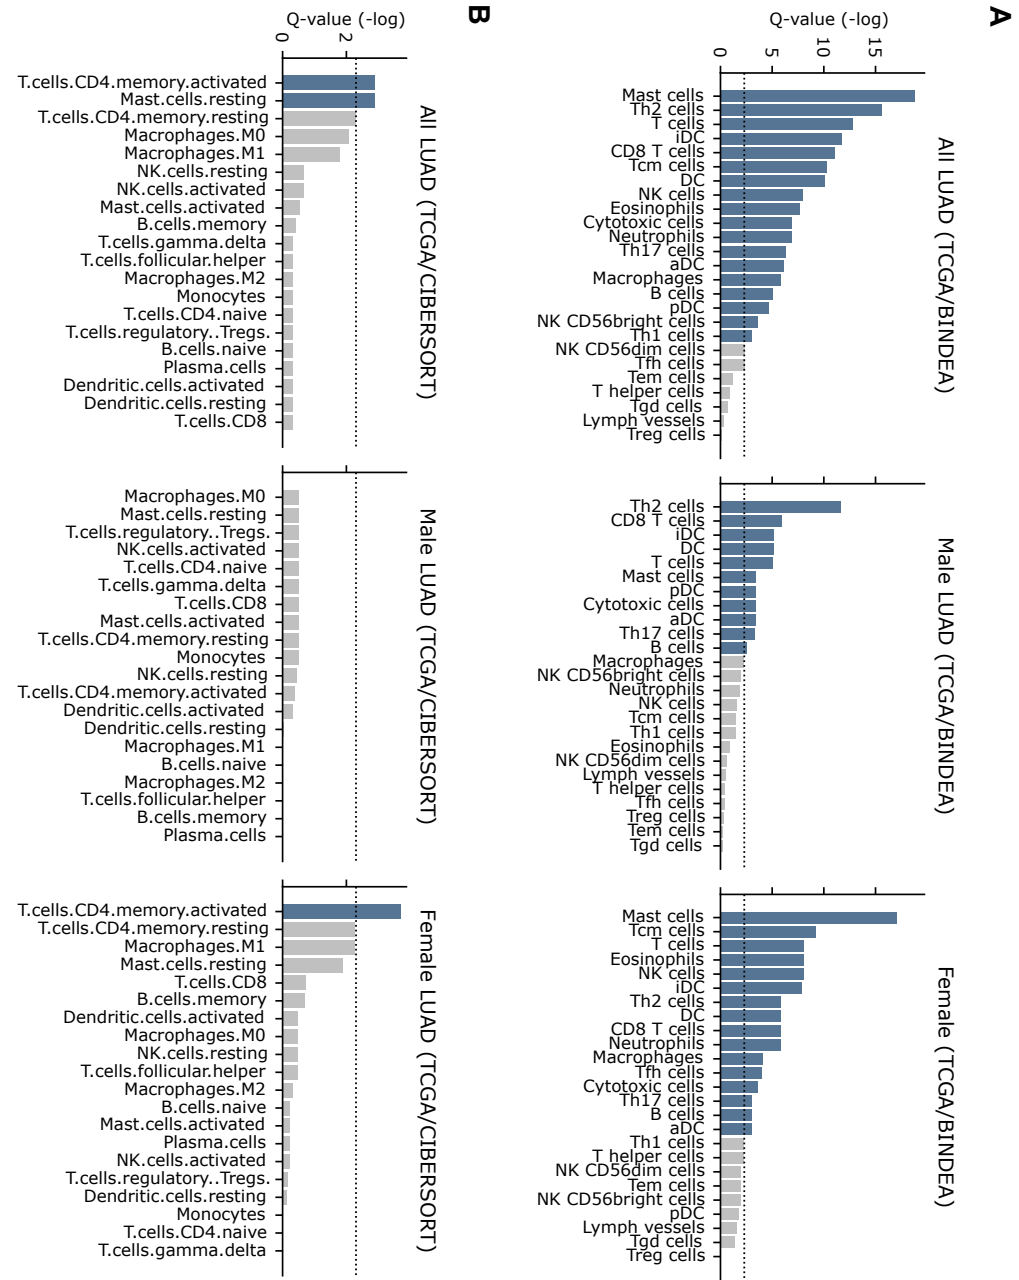 A
Q-value (-log)
0
5
10
15
All LUAD (TCGA/BINDEA)
Mast cells
Th2 cells
T cells
iDC
CD8 T cells
Tcm cells
DC
NK cells
Eosinophils
Cytotoxic cells
Neutrophils
Th17 cells
aDC
Macrophages
B cells
pDC
NK CD56bright cells
Th1 cells
NK CD56dim cells
Tfh cells
Tem cells
T helper cells
Tgd cells
Lymph vessels
Treg cells
Male LUAD (TCGA/BINDEA)
Th2 cells
CD8 T cells
iDC
DC
T cells
Mast cells
pDC
Cytotoxic cells
aDC
Th17 cells
B cells
Macrophages
NK CD56bright cells
Neutrophils
NK cells
Tcm cells
Th1 cells
Eosinophils
NK CD56dim cells
Lymph vessels
T helper cells
Tfh cells
Treg cells
Tem cells
Tgd cells
Female (TCGA/BINDEA)
Mast cells
Tcm cells
T cells
Eosinophils
NK cells
iDC
Th2 cells
DC
CD8 T cells
Neutrophils
Macrophages
Tfh cells
Cytotoxic cells
Th17 cells
B cells
aDC
Th1 cells
T helper cells
NK CD56dim cells
Tem cells
NK CD56bright cells
pDC
Lymph vessels
Tgd cells
Treg cells
B
Q-value (-log)
0
2
All LUAD (TCGA/CIBERSORT)
T.cells.CD4.memory.activated
Mast.cells.resting
T.cells.CD4.memory.resting
Macrophages.M0
Macrophages.M1
NK.cells.resting
NK.cells.activated
Mast.cells.activated
B.cells.memory
T.cells.gamma.delta
T.cells.follicular.helper
Macrophages.M2
Monocytes
T.cells.CD4.naive
T.cells.regulatory..Tregs.
B.cells.naive
Plasma.cells
Dendritic.cells.activated
Dendritic.cells.resting
T.cells.CD8
Male LUAD (TCGA/CIBERSORT)
Macrophages.M0
Mast.cells.resting
T.cells.regulatory..Tregs.
NK.cells.activated
T.cells.CD4.naive
T.cells.gamma.delta
T.cells.CD8
Mast.cells.activated
T.cells.CD4.memory.resting
Monocytes
NK.cells.resting
T.cells.CD4.memory.activated
Dendritic.cells.activated
Dendritic.cells.resting
Macrophages.M1
B.cells.naive
Macrophages.M2
T.cells.follicular.helper
B.cells.memory
Plasma.cells
Female LUAD (TCGA/CIBERSORT)
T.cells.CD4.memory.activated
T.cells.CD4.memory.resting
Macrophages.M1
Mast.cells.resting
T.cells.CD8
B.cells.memory
Dendritic.cells.activated
Macrophages.M0
NK.cells.resting
T.cells.follicular.helper
Macrophages.M2
B.cells.naive
Mast.cells.activated
Plasma.cells
NK.cells.activated
T.cells.regulatory..Tregs.
Dendritic.cells.resting
Monocytes
T.cells.CD4.naive
T.cells.gamma.delta